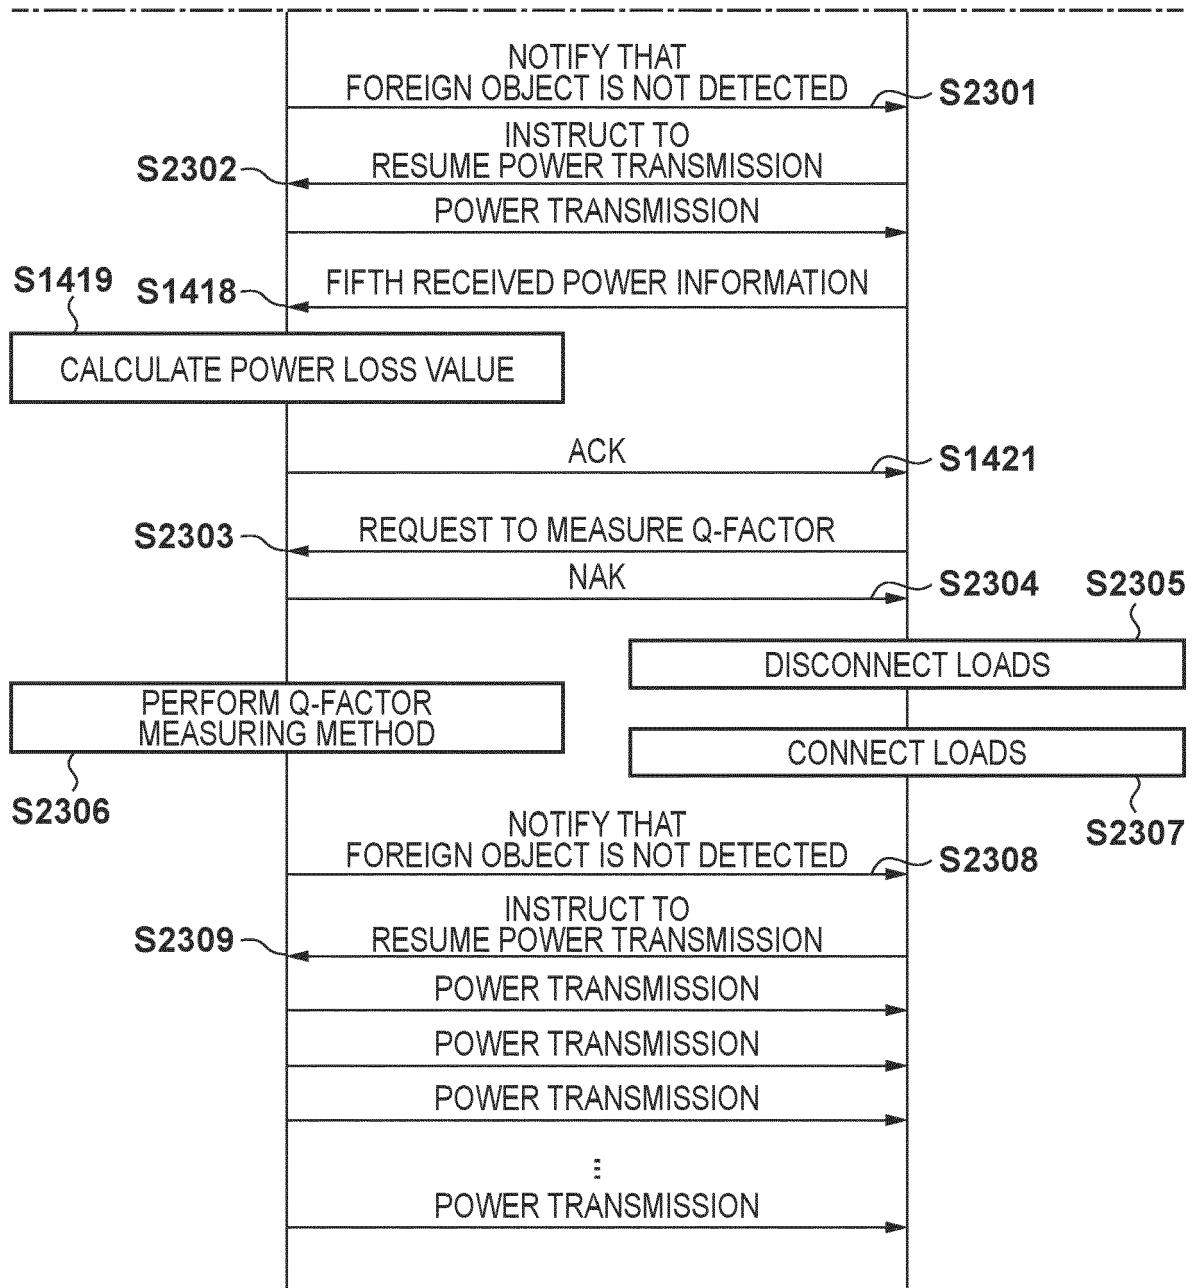 NOTIFY THAT
FOREIGN OBJECT IS NOT DETECTED
S2301
INSTRUCT TO
RESUME POWER TRANSMISSION
S2302
POWER TRANSMISSION
S1419
S1418
FIFTH RECEIVED POWER INFORMATION
CALCULATE POWER LOSS VALUE
ACK
S1421
S2303
REQUEST TO MEASURE Q-FACTOR
NAK
S2304
S2305
DISCONNECT LOADS
PERFORM Q-FACTOR
MEASURING METHOD
CONNECT LOADS
S2306
S2307
NOTIFY THAT
FOREIGN OBJECT IS NOT DETECTED
S2308
INSTRUCT TO
RESUME POWER TRANSMISSION
S2309
POWER TRANSMISSION
POWER TRANSMISSION
POWER TRANSMISSION
⋮
POWER TRANSMISSION